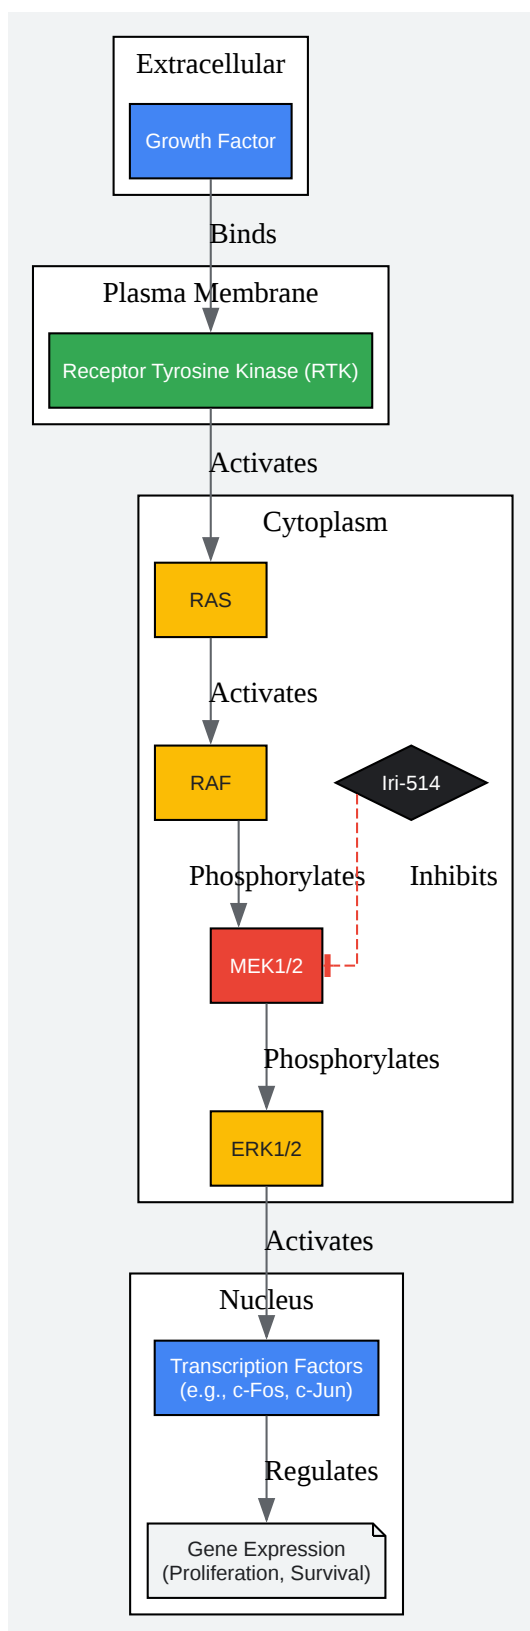 Extracellular
Growth Factor
Binds
Plasma Membrane
Receptor Tyrosine Kinase (RTK)
Activates
Cytoplasm
RAS
Activates
RAF
Iri-514
Phosphorylates
Inhibits
MEK1/2
Phosphorylates
ERK1/2
Activates
Nucleus
Transcription Factors
(e.g., c-Fos, c-Jun)
Regulates
Gene Expression
(Proliferation, Survival)